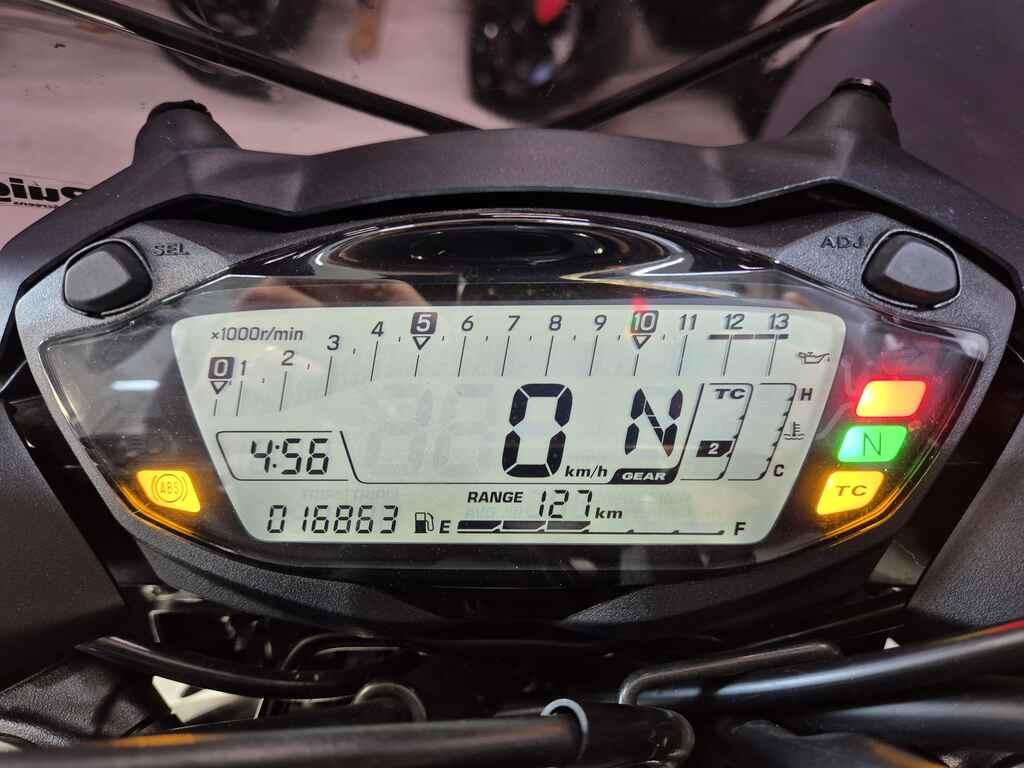 SEL
ADJ
×1000r/min
0 1 2 3 4 5 6 7 8 9 10 11 12 13
4:56
0 km/h
N
GEAR
TC
2
H
C
N
TC
ABS
RANGE 127 km
016863
E F